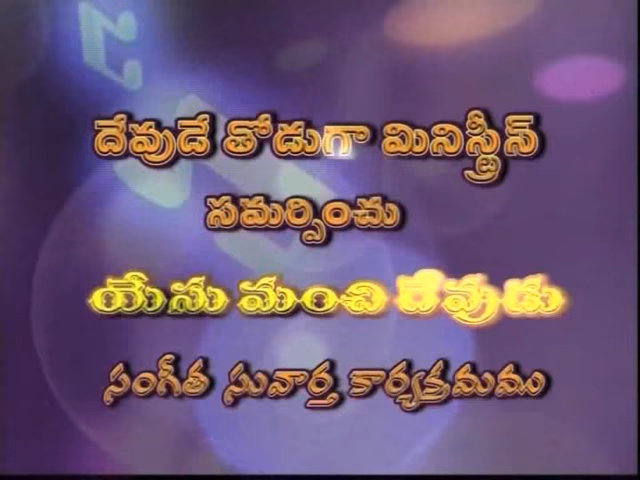 దేవుడే తోడుగా మినిస్ట్రీస్
సమర్పించు
యేసు మంచి దేవుడు
సంగీత సువార్త కార్యక్రమము